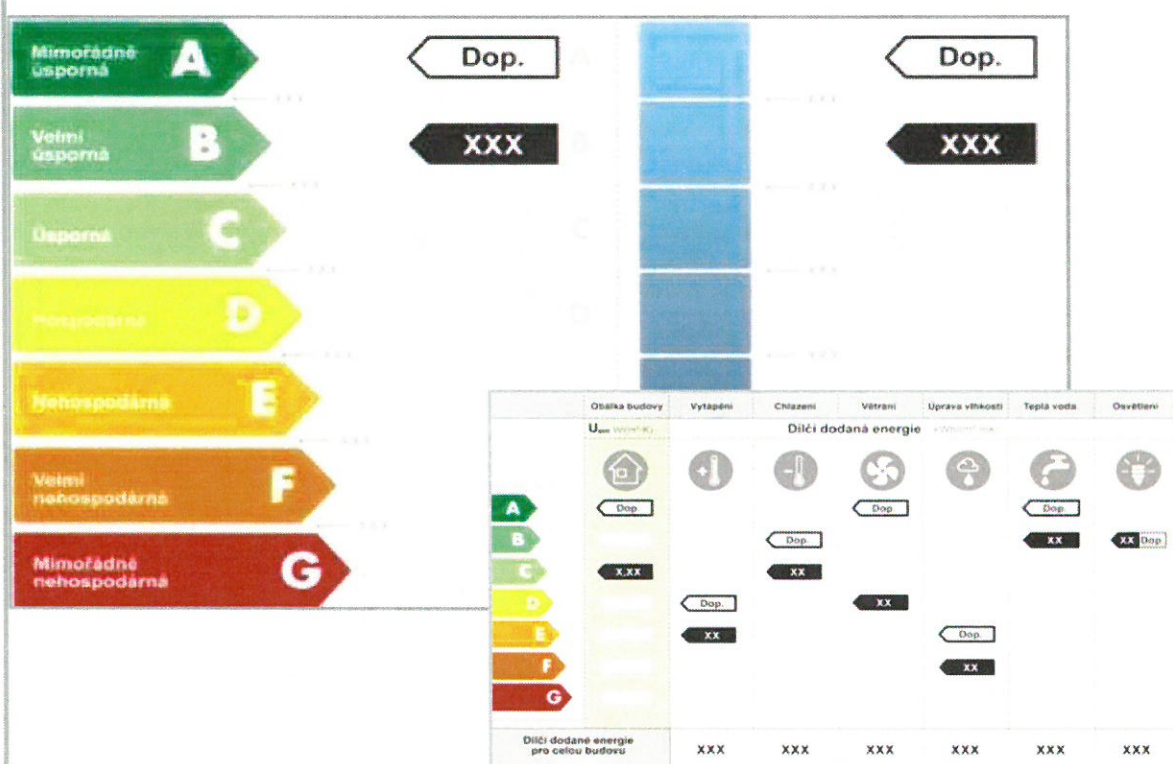 Mimořádně
úsporná
A
Dop.
Dop.
Velmi
úsporná
B
XXX
XXX
Úsporná
C
D
Nehospodárná
E
Velmi
nehospodárná
F
Mimořádně
nehospodárná
G
Obálka budovy Vytápění Chlazení Větrání Úprava vlhkosti Teplá voda Osvětlení
Dílčí dodaná energie
A Dop. Dop. Dop.
B Dop. XX XX Dop.
C X,XX XX
D Dop. XX
E XX Dop.
F XX
G
Dílčí dodané energie
pro celou budovu
XXX XXX XXX XXX XXX XXX